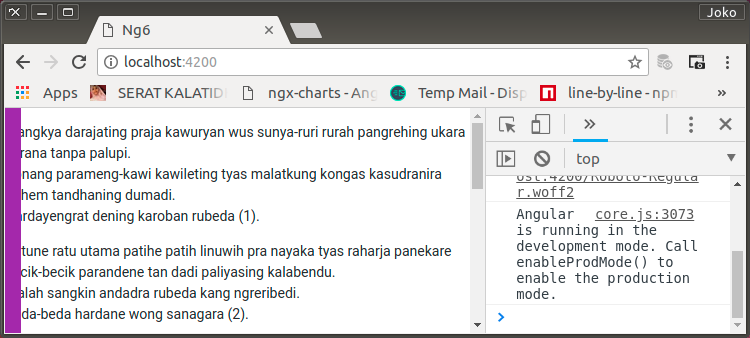 Joko
Ng6
localhost:4200
Apps SERAT KALATID ngx-charts - Ang Temp Mail - Disp line-by-line - npm
angkya darajating praja kawuryan wus sunya-ruri rurah pangrehing ukara
rana tanpa palupi.
nang parameng-kawi kawileting tyas malatkung kongas kasudranira
hem tandhaning dumadi.
ardayengrat dening karoban rubeda (1).
tune ratu utama patihe patih linuwih pra nayaka tyas raharja panekare
cik-becik parandene tan dadi paliyasing kalabendu.
alah sangkin andadra rubeda kang ngreribedi.
da-beda hardane wong sanagara (2).
top
ost:4200/Roboto-Regula
r.woff2
Angular core.js:3073
is running in the
development mode. Call
enableProdMode() to
enable the production
mode.